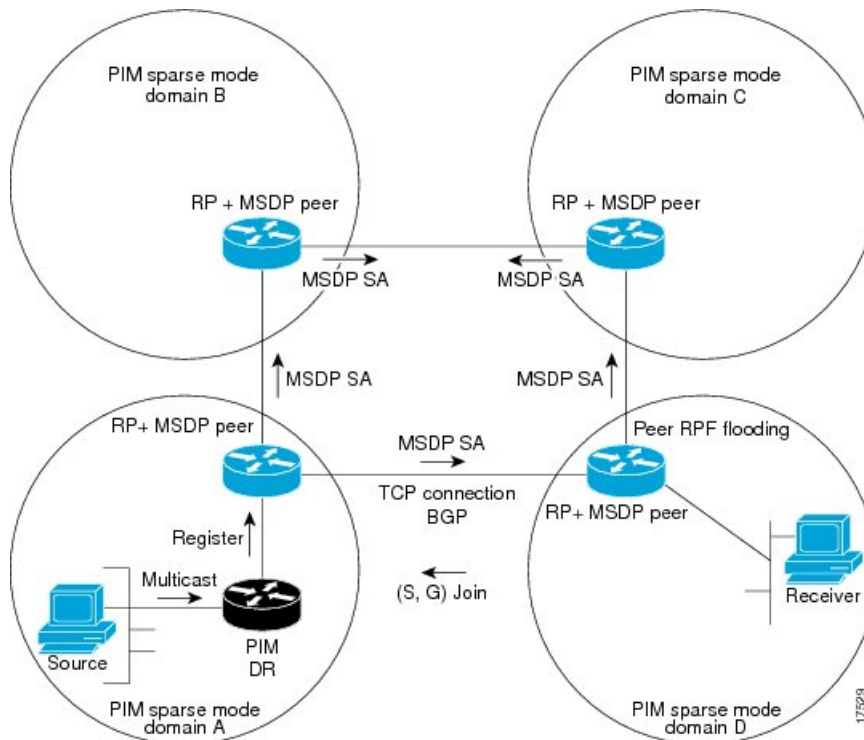 PIM sparse mode
domain B
PIM sparse mode
domain C
RP + MSDP peer
RP + MSDP peer
MSDP SA
MSDP SA
MSDP SA
MSDP SA
RP+ MSDP peer
Peer RPF flooding
MSDP SA
TCP connection
BGP
RP+ MSDP peer
Register
Multicast
(S, G) Join
Receiver
Source
PIM
DR
PIM sparse mode
domain A
PIM sparse mode
domain D
17529